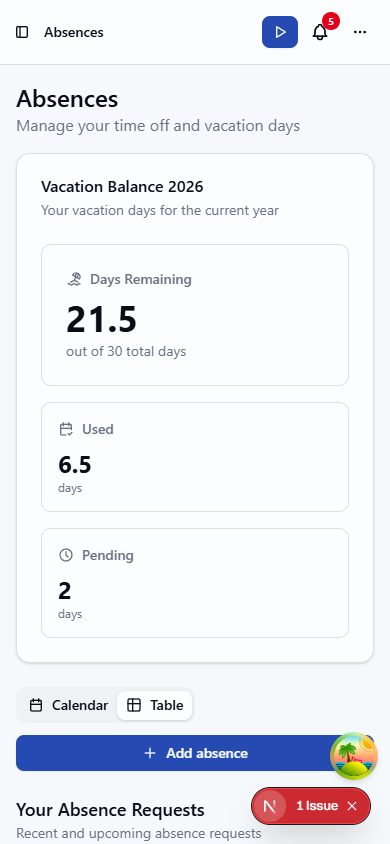 Absences
5
Absences
Manage your time off and vacation days
Vacation Balance 2026
Your vacation days for the current year
Days Remaining
21.5
out of 30 total days
Used
6.5
days
Pending
2
days
Calendar
Table
Add absence
Your Absence Requests
N
1 Issue
Recent and upcoming absence requests